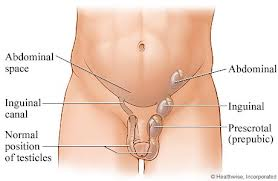 Abdominal
space
Inguinal
canal
Normal
position
of testicles
Abdominal
Inguinal
Prescrotal
(prepubic)
© Healthwise, Incorporated